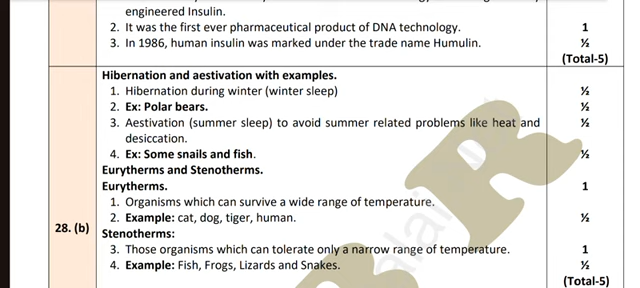 engineered Insulin.
2. It was the first ever pharmaceutical product of DNA technology. 1
3. In 1986, human insulin was marked under the trade name Humulin. ½
(Total-5)
Hibernation and aestivation with examples.
1. Hibernation during winter (winter sleep) ½
2. Ex: Polar bears. ½
3. Aestivation (summer sleep) to avoid summer related problems like heat and ½
desiccation.
4. Ex: Some snails and fish. ½
Eurytherms and Stenotherms.
Eurytherms. 1
1. Organisms which can survive a wide range of temperature.
2. Example: cat, dog, tiger, human. ½
28. (b)
Stenotherms:
3. Those organisms which can tolerate only a narrow range of temperature. 1
4. Example: Fish, Frogs, Lizards and Snakes. ½
(Total-5)